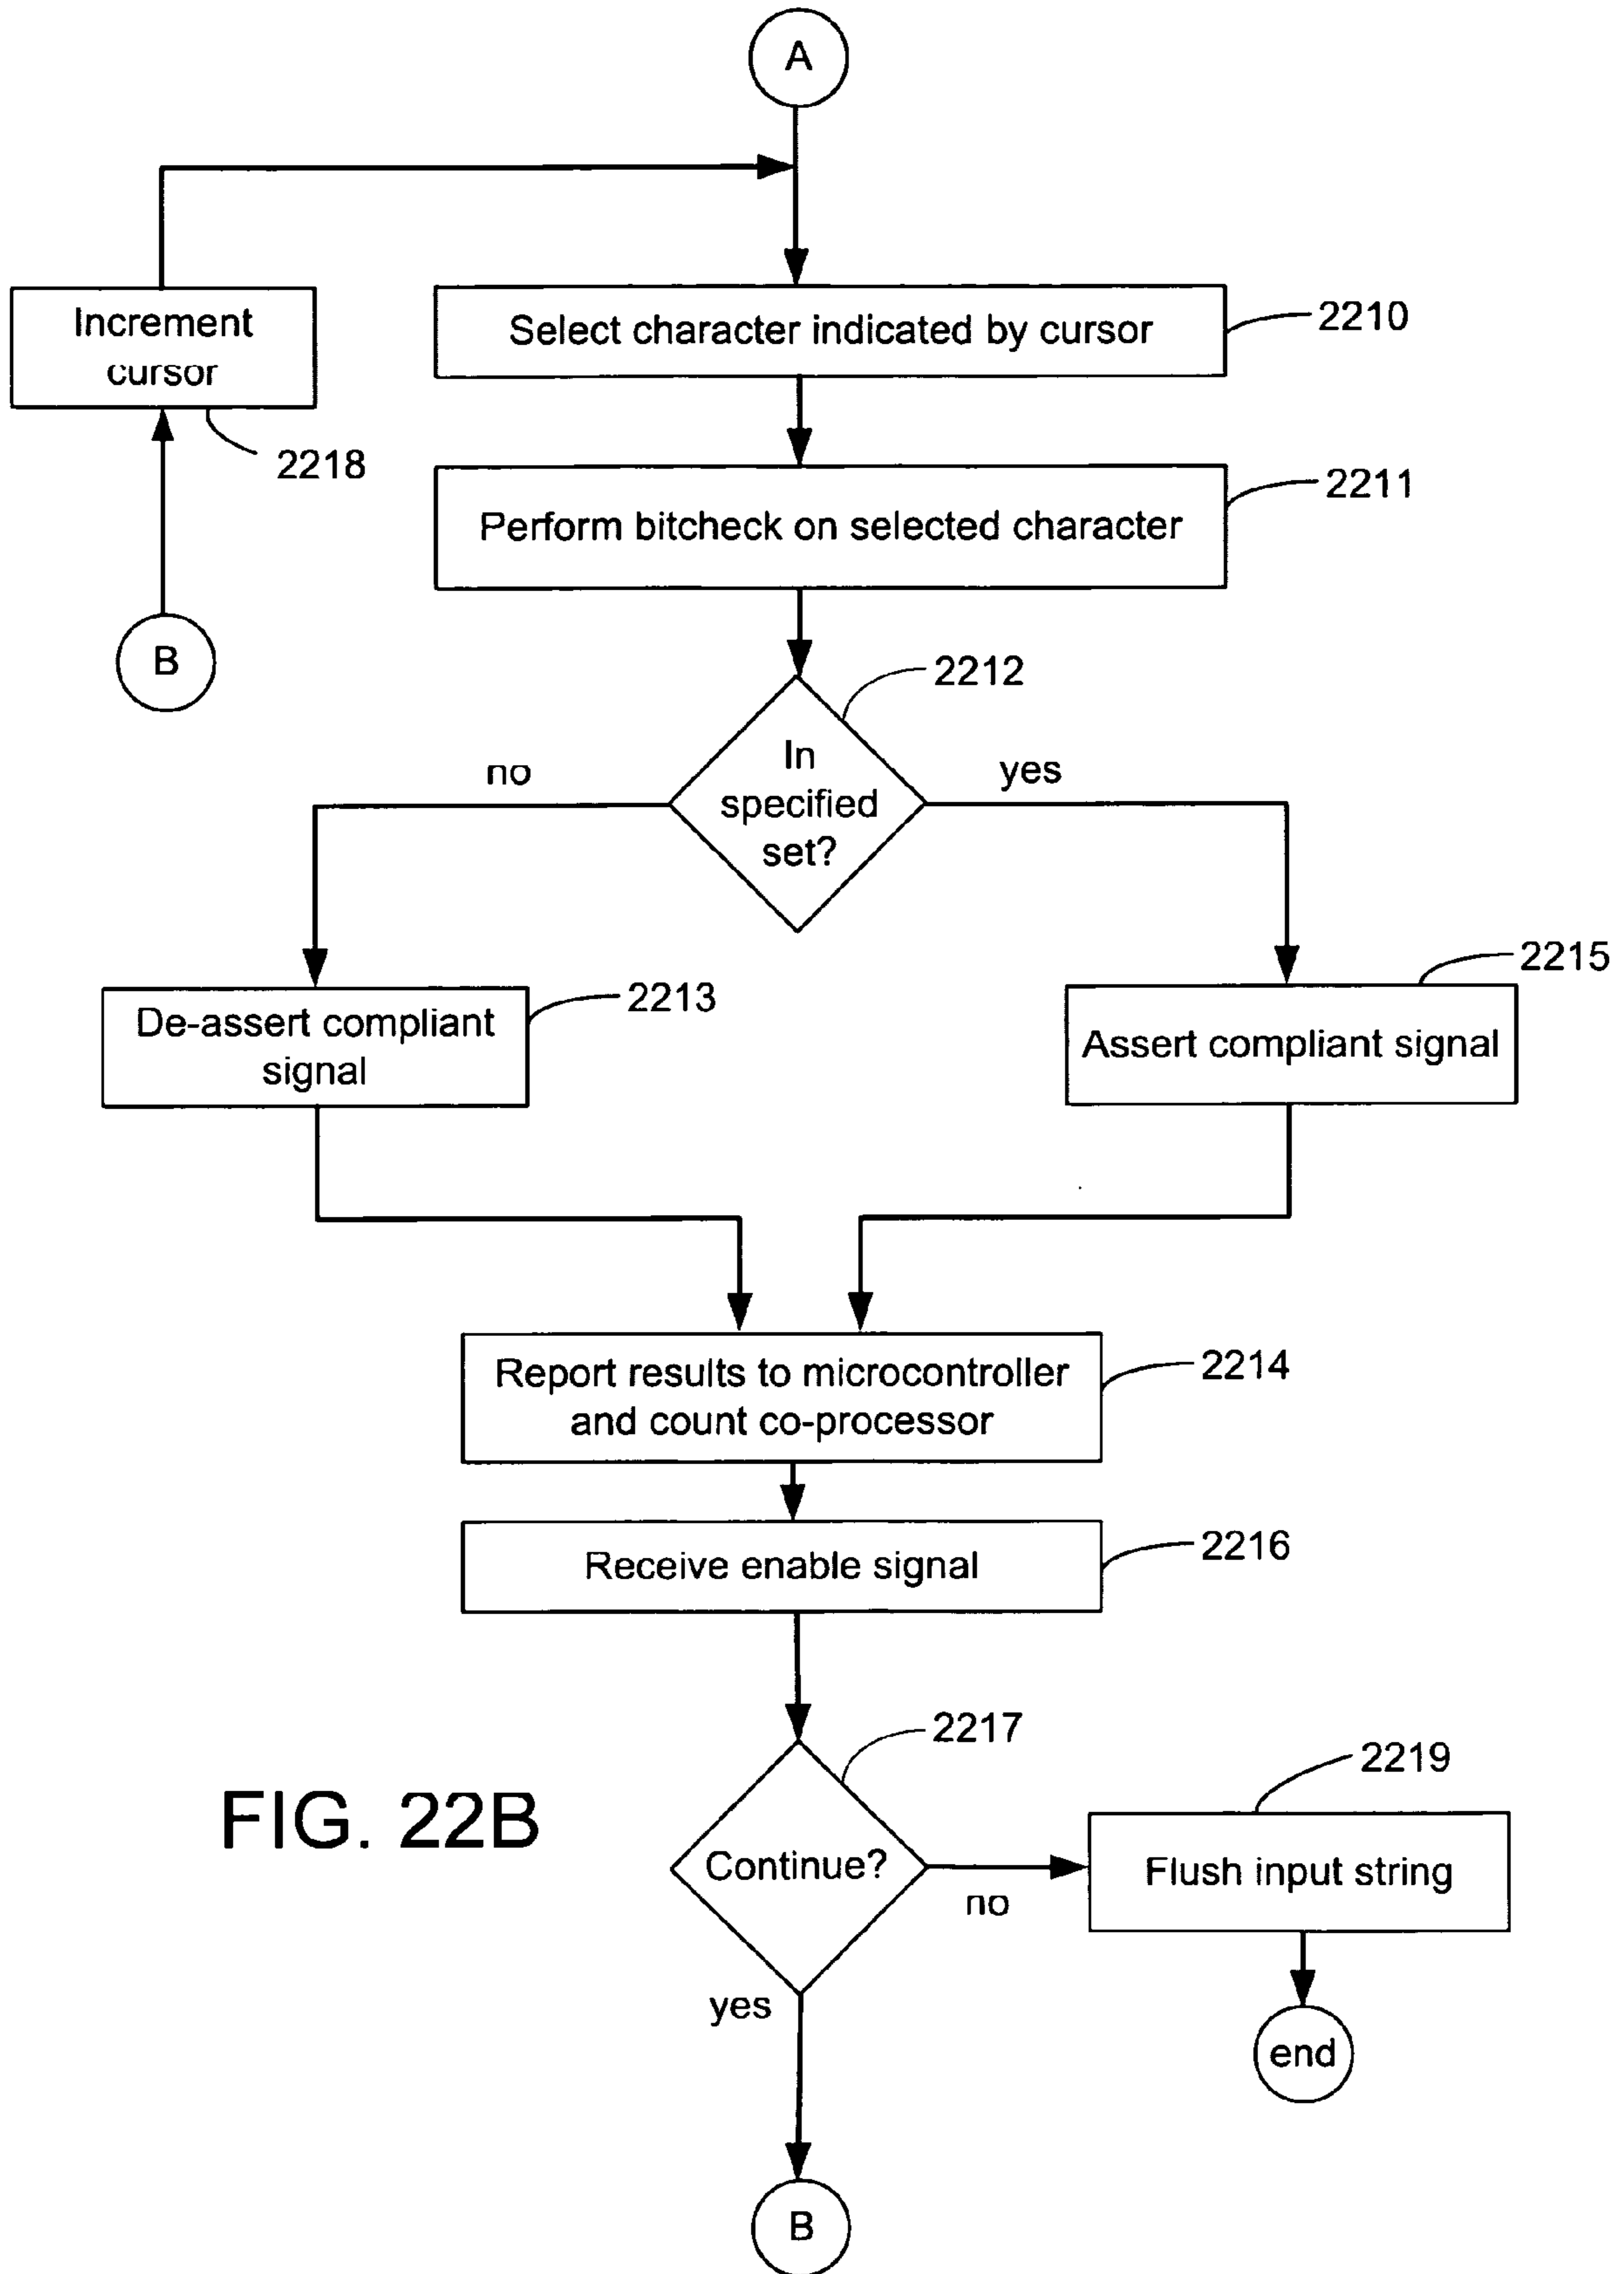 A
Increment
cursor
2218
B
Select character indicated by cursor
2210
Perform bitcheck on selected character
2211
2212
In
specified
set?
no
yes
De-assert compliant
signal
2213
Assert compliant signal
2215
Report results to microcontroller
and count co-processor
2214
Receive enable signal
2216
2217
Continue?
no
yes
2219
Flush input string
end
B
FIG. 22B